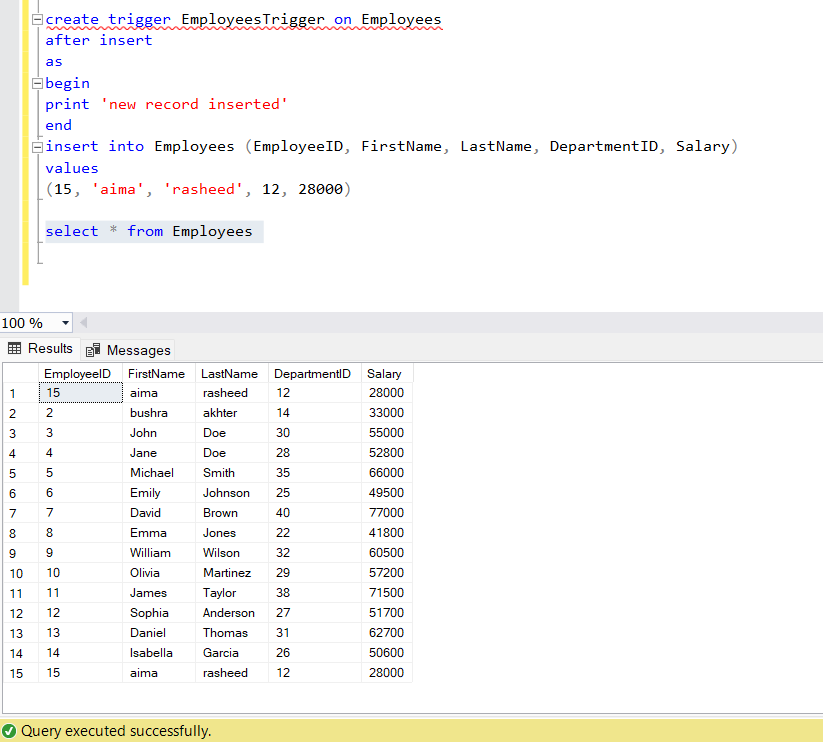 create trigger EmployeesTrigger on Employees
after insert
as
begin
print 'new record inserted'
end
insert into Employees (EmployeeID, FirstName, LastName, DepartmentID, Salary)
values
(15, 'aima', 'rasheed', 12, 28000)
select * from Employees
100 %
Results Messages
EmployeeID FirstName LastName DepartmentID Salary
1 15 aima rasheed 12 28000
2 2 bushra akhter 14 33000
3 3 John Doe 30 55000
4 4 Jane Doe 28 52800
5 5 Michael Smith 35 66000
6 6 Emily Johnson 25 49500
7 7 David Brown 40 77000
8 8 Emma Jones 22 41800
9 9 William Wilson 32 60500
10 10 Olivia Martinez 29 57200
11 11 James Taylor 38 71500
12 12 Sophia Anderson 27 51700
13 13 Daniel Thomas 31 62700
14 14 Isabella Garcia 26 50600
15 15 aima rasheed 12 28000
Query executed successfully.